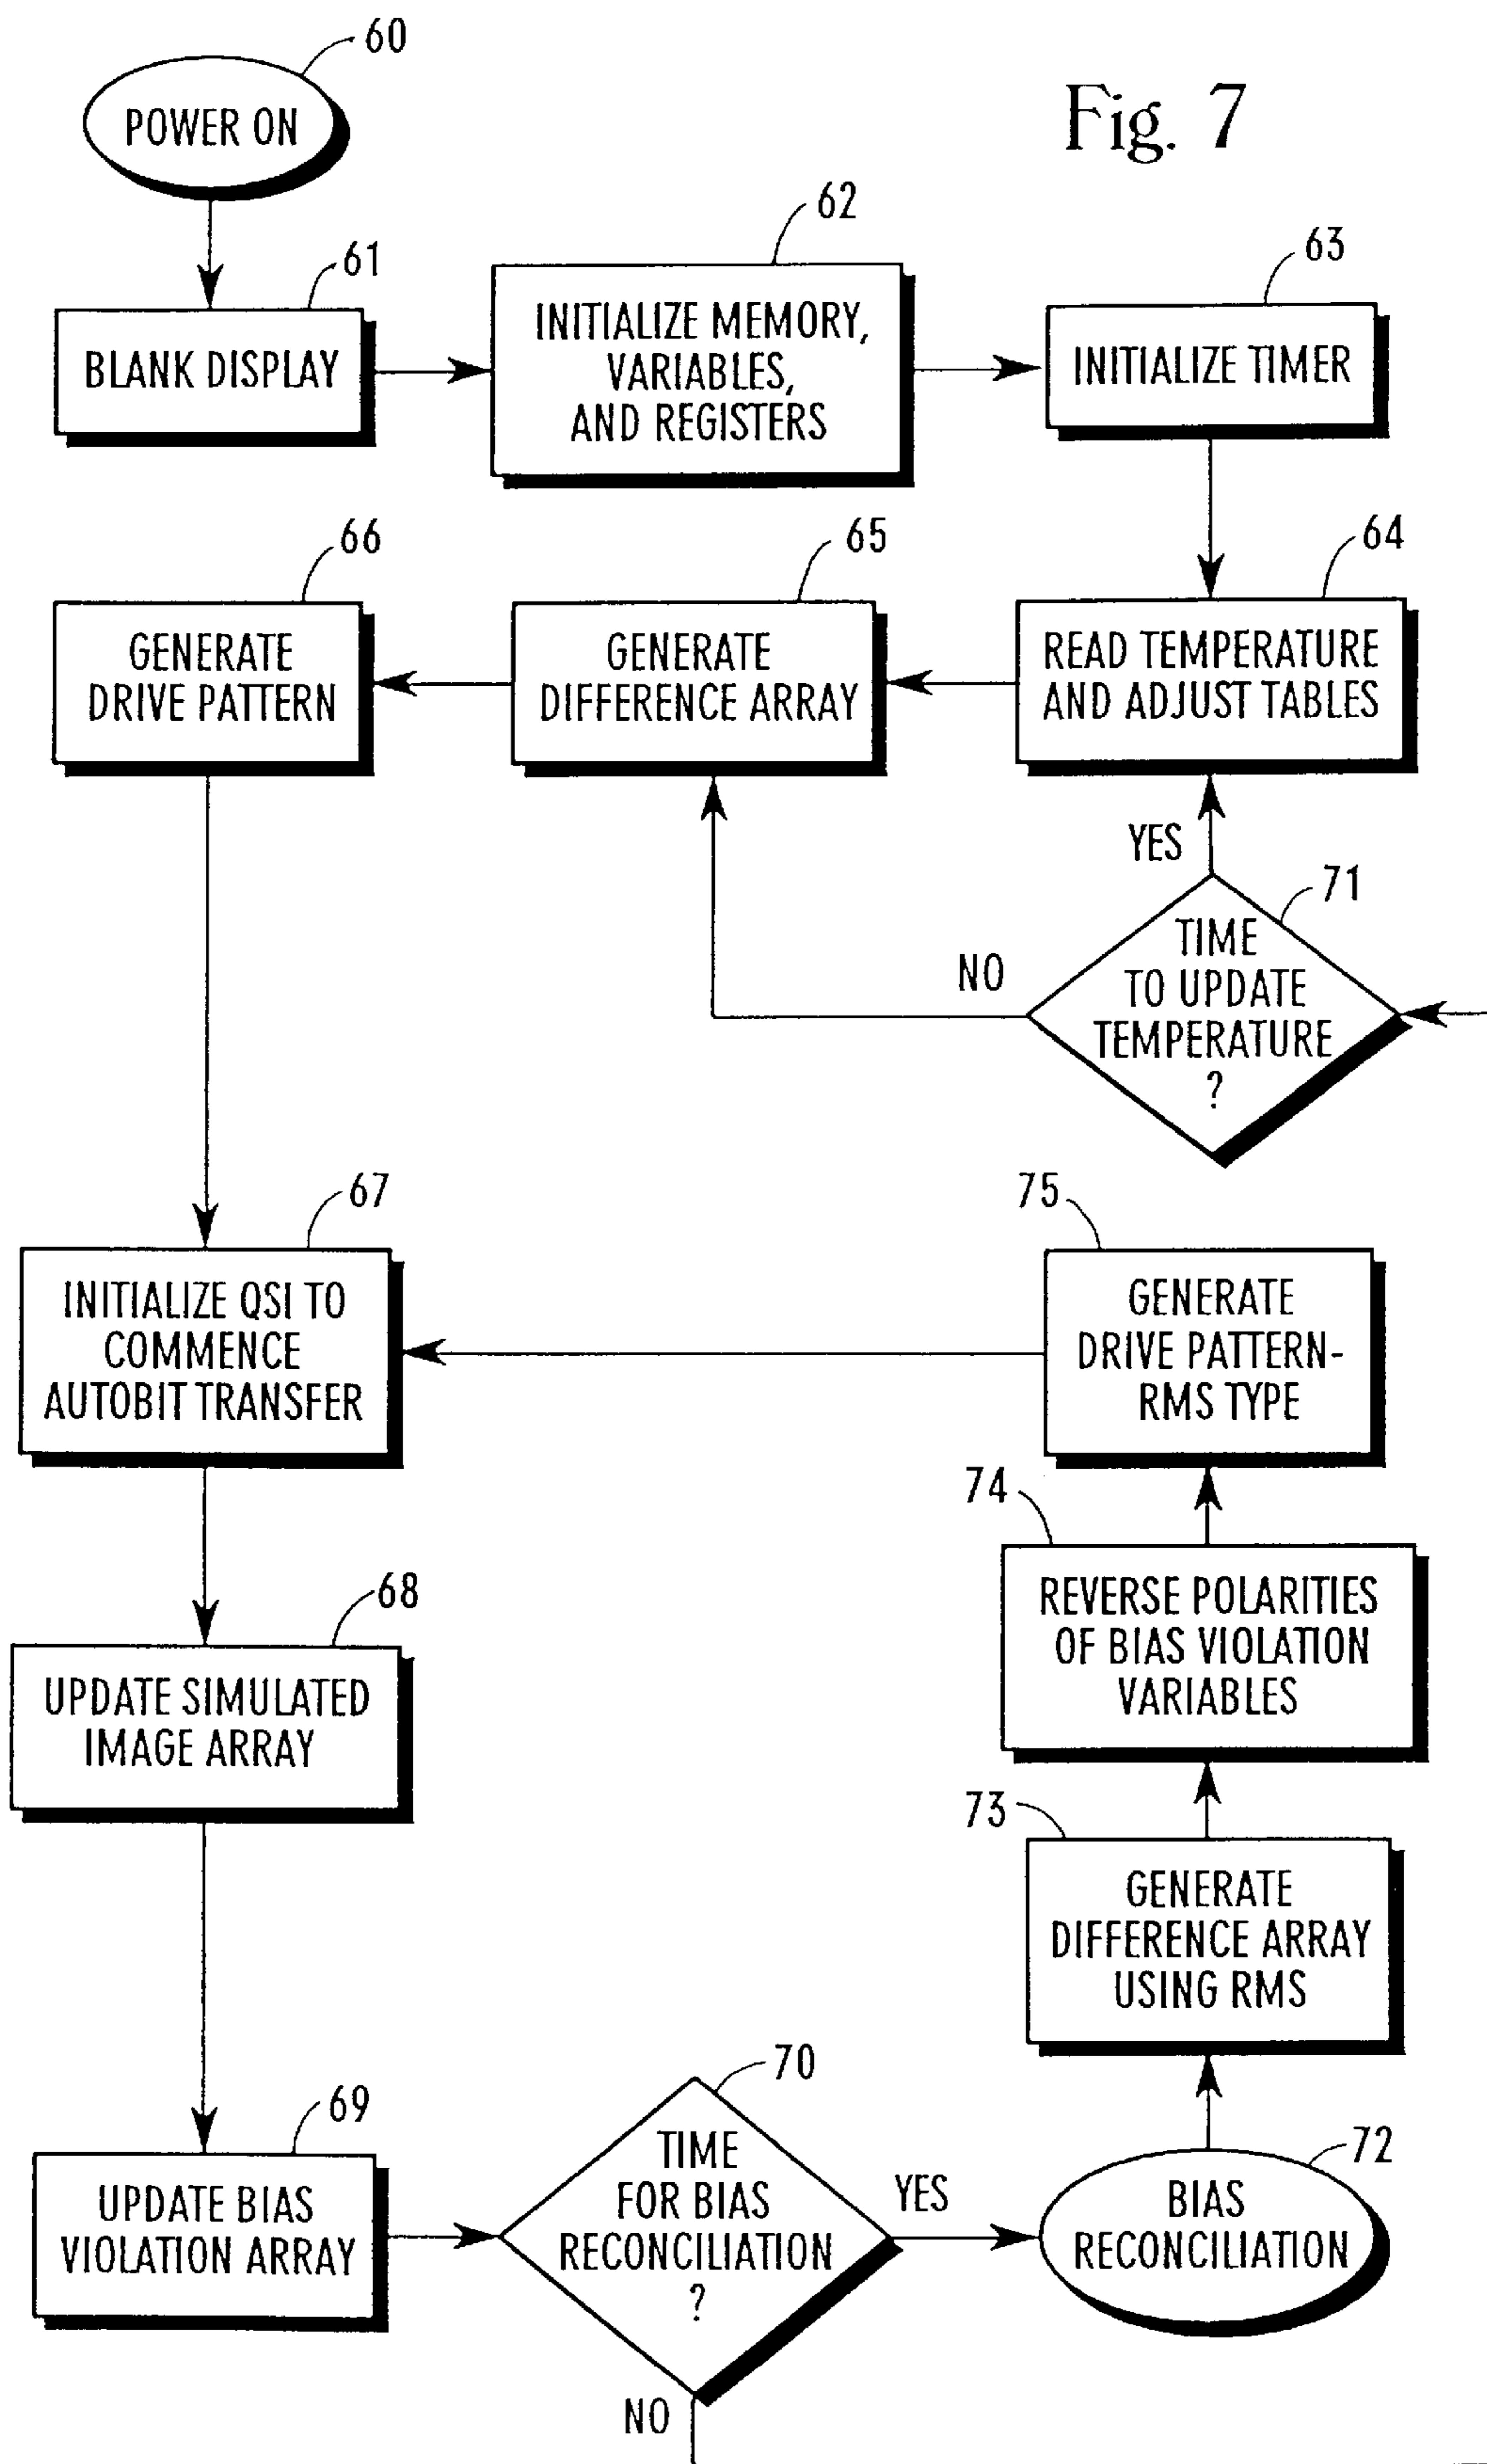 Fig. 7
60
POWER ON
61
BLANK DISPLAY
62
INITIALIZE MEMORY,
VARIABLES,
AND REGISTERS
63
INITIALIZE TIMER
64
READ TEMPERATURE
AND ADJUST TABLES
65
GENERATE
DIFFERENCE ARRAY
66
GENERATE
DRIVE PATTERN
YES
71
TIME
TO UPDATE
TEMPERATURE
?
NO
67
INITIALIZE QSI TO
COMMENCE
AUTOBIT TRANSFER
75
GENERATE
DRIVE PATTERN-
RMS TYPE
74
REVERSE POLARITIES
OF BIAS VIOLATION
VARIABLES
68
UPDATE SIMULATED
IMAGE ARRAY
73
GENERATE
DIFFERENCE ARRAY
USING RMS
69
UPDATE BIAS
VIOLATION ARRAY
70
TIME
FOR BIAS
RECONCILIATION
?
YES
72
BIAS
RECONCILIATION
NO